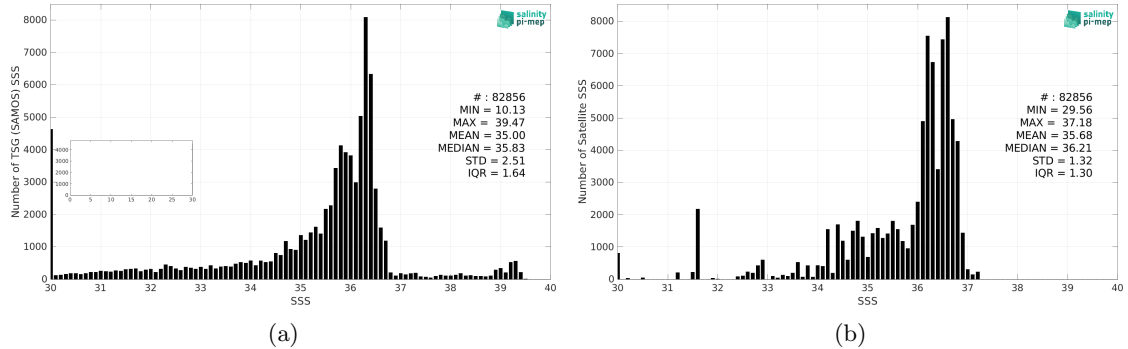 8000
7000
6000
5000
4000
3000
2000
1000
0
Number of TSG (SAMOS) SSS
4000
3000
2000
1000
0
0 5 10 15 20 25 30
salinity
pi-mep
# : 82856
MIN = 10.13
MAX = 39.47
MEAN = 35.00
MEDIAN = 35.83
STD = 2.51
IQR = 1.64
30 31 32 33 34 35 36 37 38 39 40
SSS
(a)
8000
7000
6000
5000
4000
3000
2000
1000
0
Number of Satellite SSS
salinity
pi-mep
# : 82856
MIN = 29.56
MAX = 37.18
MEAN = 35.68
MEDIAN = 36.21
STD = 1.32
IQR = 1.30
30 31 32 33 34 35 36 37 38 39 40
SSS
(b)